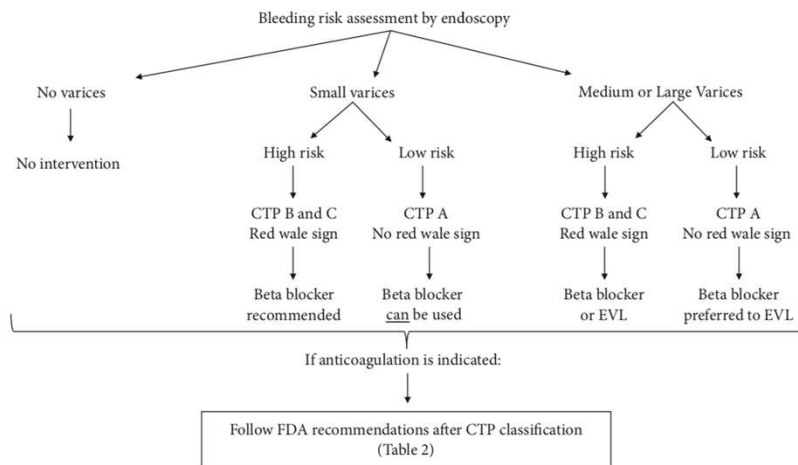 Bleeding risk assessment by endoscopy
No varices
Small varices
Medium or Large Varices
No intervention
High risk
Low risk
High risk
Low risk
CTP B and C
Red wale sign
CTP A
No red wale sign
CTP B and C
Red wale sign
CTP A
No red wale sign
Beta blocker
recommended
Beta blocker
can be used
Beta blocker
or EVL
Beta blocker
preferred to EVL
If anticoagulation is indicated:
Follow FDA recommendations after CTP classification
(Table 2)